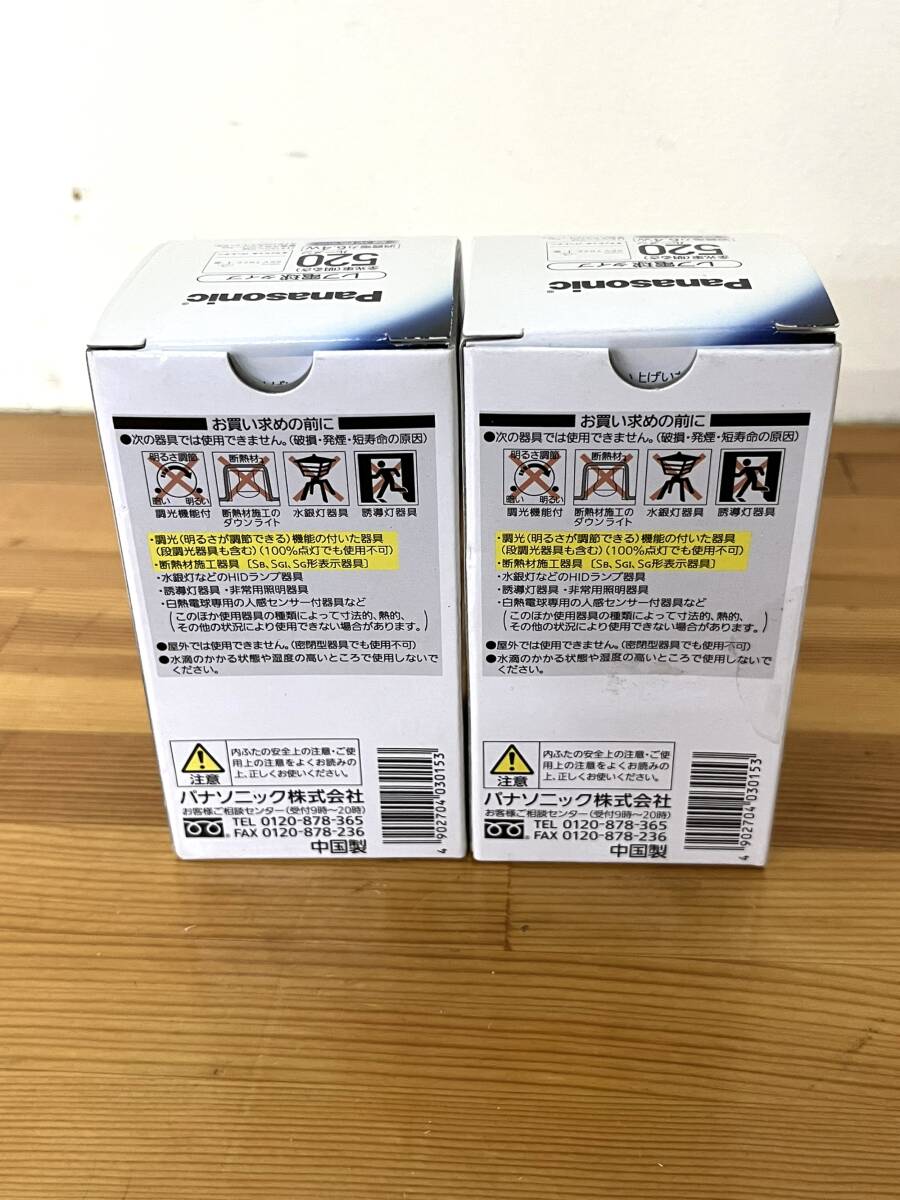 Panasonic
レフ電球タイプ
全光束(明るさ)
520
お買い求めの前に
●次の器具では使用できません。(破損・発煙・短寿命の原因)
明るさ調節
暗い 明るい
断熱材
調光機能付
断熱材施工の
ダウンライト
水銀灯器具
誘導灯器具
・調光(明るさが調節できる)機能の付いた器具
(段調光器具も含む)(100%点灯でも使用不可)
・断熱材施工器具 [SB、SGI、SG形表示器具]
・水銀灯などのHIDランプ器具
・誘導灯器具・非常用照明器具
・白熱電球専用の人感センサー付器具など
(このほか使用器具の種類によって寸法的、熱的、
その他の状況により使用できない場合があります。)
●屋外では使用できません。(密閉型器具でも使用不可)
●水滴のかかる状態や湿度の高いところで使用しないで
ください。
注意
内ふたの安全上の注意・ご使
用上の注意をよくお読みの
上、正しくお使いください。
パナソニック株式会社
お客様ご相談センター(受付9時~20時)
TEL 0120-878-365
FAX 0120-878-236
中国製
4 902704 030153
Panasonic
レフ電球タイプ
全光束(明るさ)
520
上げい
お買い求めの前に
●次の器具では使用できません。(破損・発煙・短寿命の原因)
明るさ調節
暗い 明るい
断熱材
調光機能付
断熱材施工の
ダウンライト
水銀灯器具
誘導灯器具
・調光(明るさが調節できる)機能の付いた器具
(段調光器具も含む)(100%点灯でも使用不可)
・断熱材施工器具 [SB、SGI、SG形表示器具]
・水銀灯などのHIDランプ器具
・誘導灯器具・非常用照明器具
・白熱電球専用の人感センサー付器具など
(このほか使用器具の種類によって寸法的、熱的、
その他の状況により使用できない場合があります。)
●屋外では使用できません。(密閉型器具でも使用不可)
●水滴のかかる状態や湿度の高いところで使用しないで
ください。
注意
内ふたの安全上の注意・ご使
用上の注意をよくお読みの
上、正しくお使いください。
パナソニック株式会社
お客様ご相談センター(受付9時~20時)
TEL 0120-878-365
FAX 0120-878-236
中国製
4 902704 030153